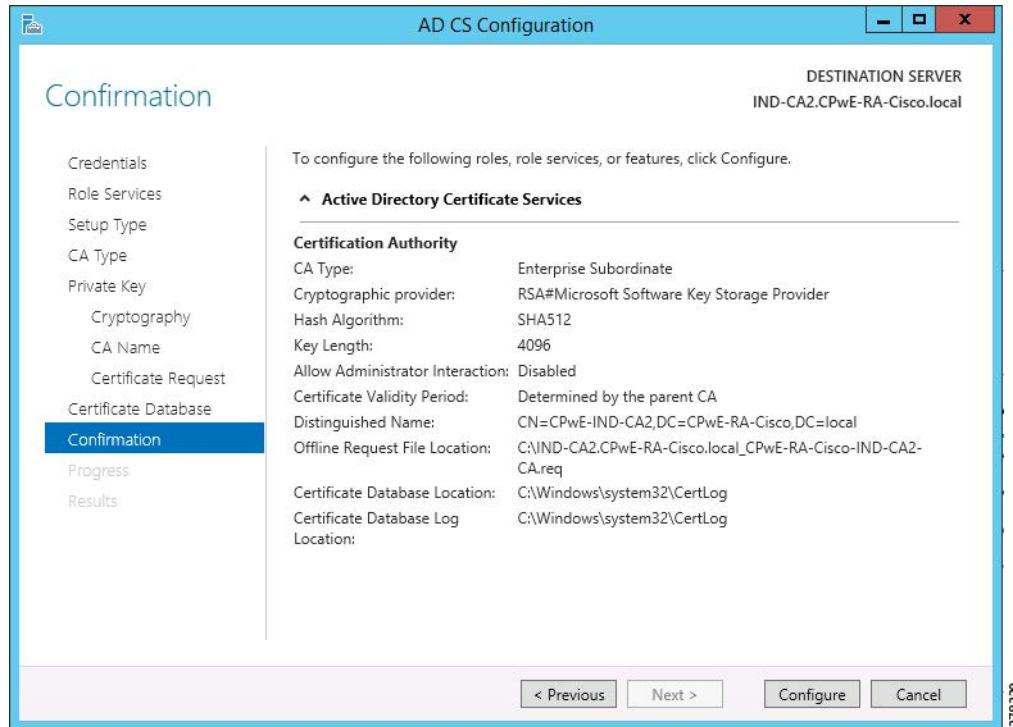 AD CS Configuration
Confirmation
DESTINATION SERVER
IND-CA2.CPwE-RA-Cisco.local
Credentials
Role Services
Setup Type
CA Type
Private Key
Cryptography
CA Name
Certificate Request
Certificate Database
Confirmation
Progress
Results
To configure the following roles, role services, or features, click Configure.
Active Directory Certificate Services
Certification Authority
CA Type: Enterprise Subordinate
Cryptographic provider: RSA#Microsoft Software Key Storage Provider
Hash Algorithm: SHA512
Key Length: 4096
Allow Administrator Interaction: Disabled
Certificate Validity Period: Determined by the parent CA
Distinguished Name: CN=CPwE-IND-CA2,DC=CPwE-RA-Cisco,DC=local
Offline Request File Location: C:\IND-CA2.CPwE-RA-Cisco.local_CPwE-RA-Cisco-IND-CA2-
CA.req
Certificate Database Location: C:\Windows\system32\CertLog
Certificate Database Log C:\Windows\system32\CertLog
Location:
< Previous Next > Configure Cancel